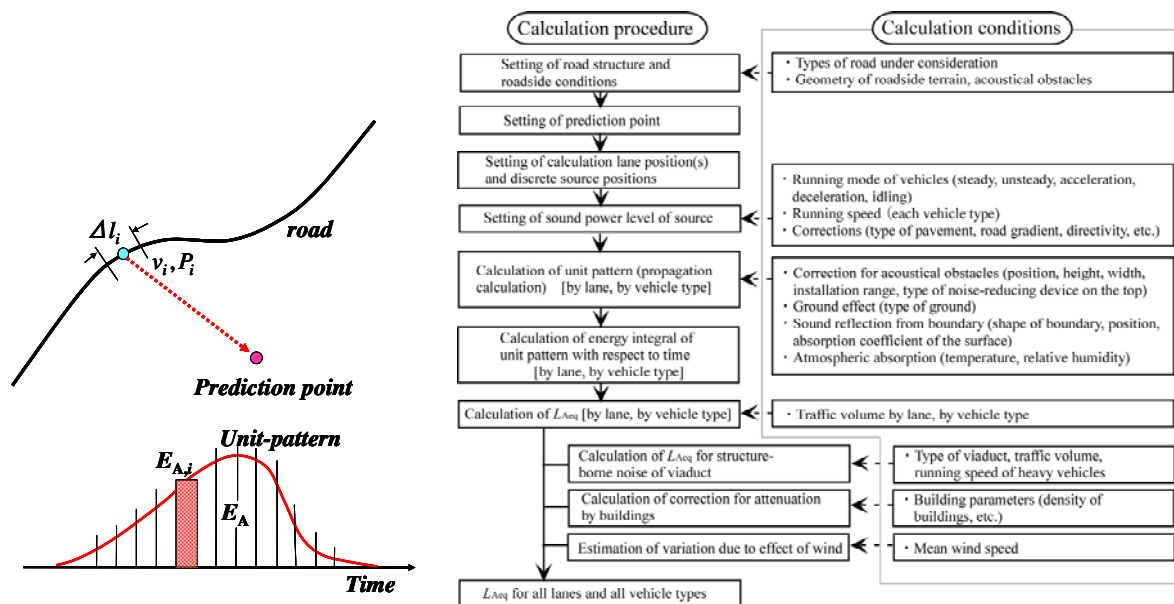 road
Δl_i
v_i, P_i
Prediction point
Unit-pattern
E_A,i
E_A
Time
Calculation procedure
Setting of road structure and
roadside conditions
Setting of prediction point
Setting of calculation lane position(s)
and discrete source positions
Setting of sound power level of source
Calculation of unit pattern (propagation
calculation) [by lane, by vehicle type]
Calculation of energy integral of
unit pattern with respect to time
[by lane, by vehicle type]
Calculation of LAeq [by lane, by vehicle type]
Calculation of LAeq for structure-
borne noise of viaduct
Calculation of correction for attenuation
by buildings
Estimation of variation due to effect of wind
LAeq for all lanes and all vehicle types
Calculation conditions
・Types of road under consideration
・Geometry of roadside terrain, acoustical obstacles
・Running mode of vehicles (steady, unsteady, acceleration,
deceleration, idling)
・Running speed (each vehicle type)
・Corrections (type of pavement, road gradient, directivity, etc.)
・Correction for acoustical obstacles (position, height, width,
installation range, type of noise-reducing device on the top)
・Ground effect (type of ground)
・Sound reflection from boundary (shape of boundary, position,
absorption coefficient of the surface)
・Atmospheric absorption (temperature, relative humidity)
・Traffic volume by lane, by vehicle type
・Type of viaduct, traffic volume,
running speed of heavy vehicles
・Building parameters (density of
buildings, etc.)
・Mean wind speed